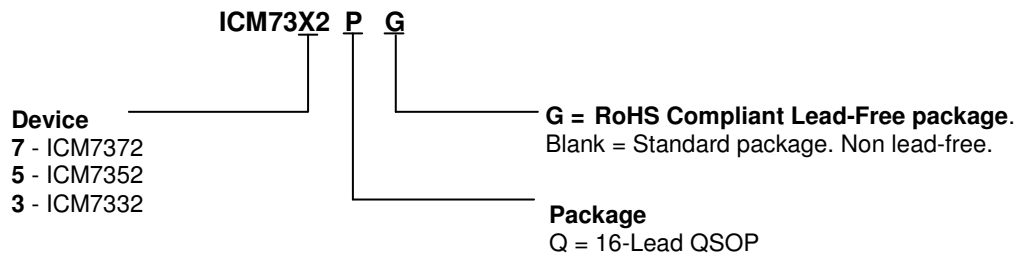 ICM73X2 P G
Device
7 - ICM7372
5 - ICM7352
3 - ICM7332
G = RoHS Compliant Lead-Free package.
Blank = Standard package. Non lead-free.
Package
Q = 16-Lead QSOP